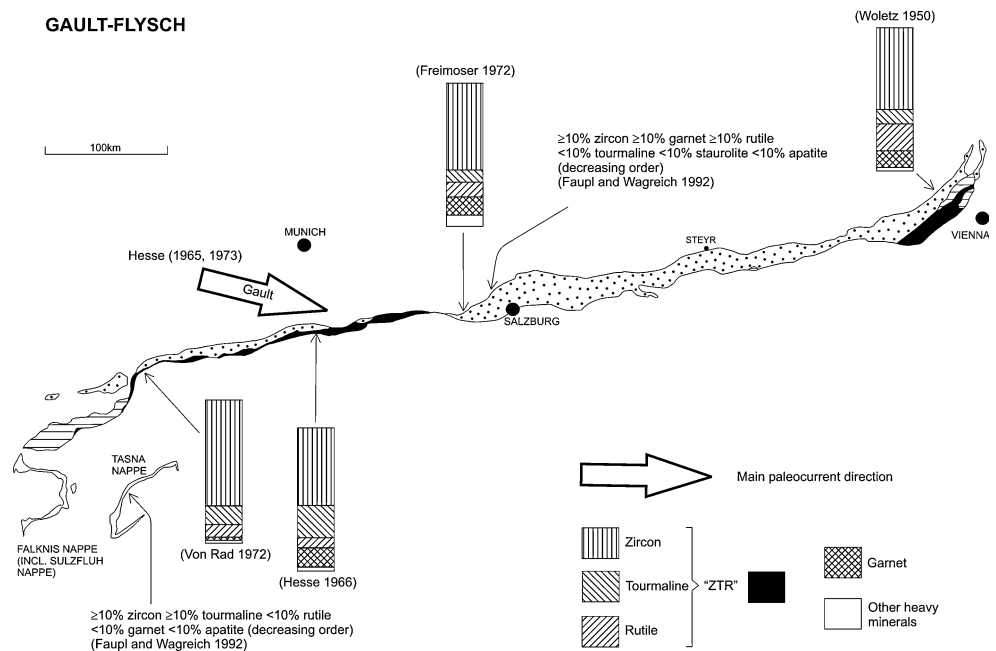 GAULT-FLYSCH
(Woletz 1950)
(Freimoser 1972)
100km
≥10% zircon ≥10% garnet ≥10% rutile
<10% tourmaline <10% staurolite <10% apatite
(decreasing order)
(Faupl and Wagreich 1992)
MUNICH
VIENNA
STEYR
Hesse (1965, 1973)
Gault
SALZBURG
TASNA
NAPPE
Main paleocurrent direction
FALKNIS NAPPE
(INCL. SULZFLUH
NAPPE)
(Von Rad 1972)
(Hesse 1966)
Zircon
Tourmaline
Rutile
“ZTR”
Garnet
Other heavy
minerals
≥10% zircon ≥10% tourmaline <10% rutile
<10% garnet <10% apatite (decreasing order)
(Faupl and Wagreich 1992)